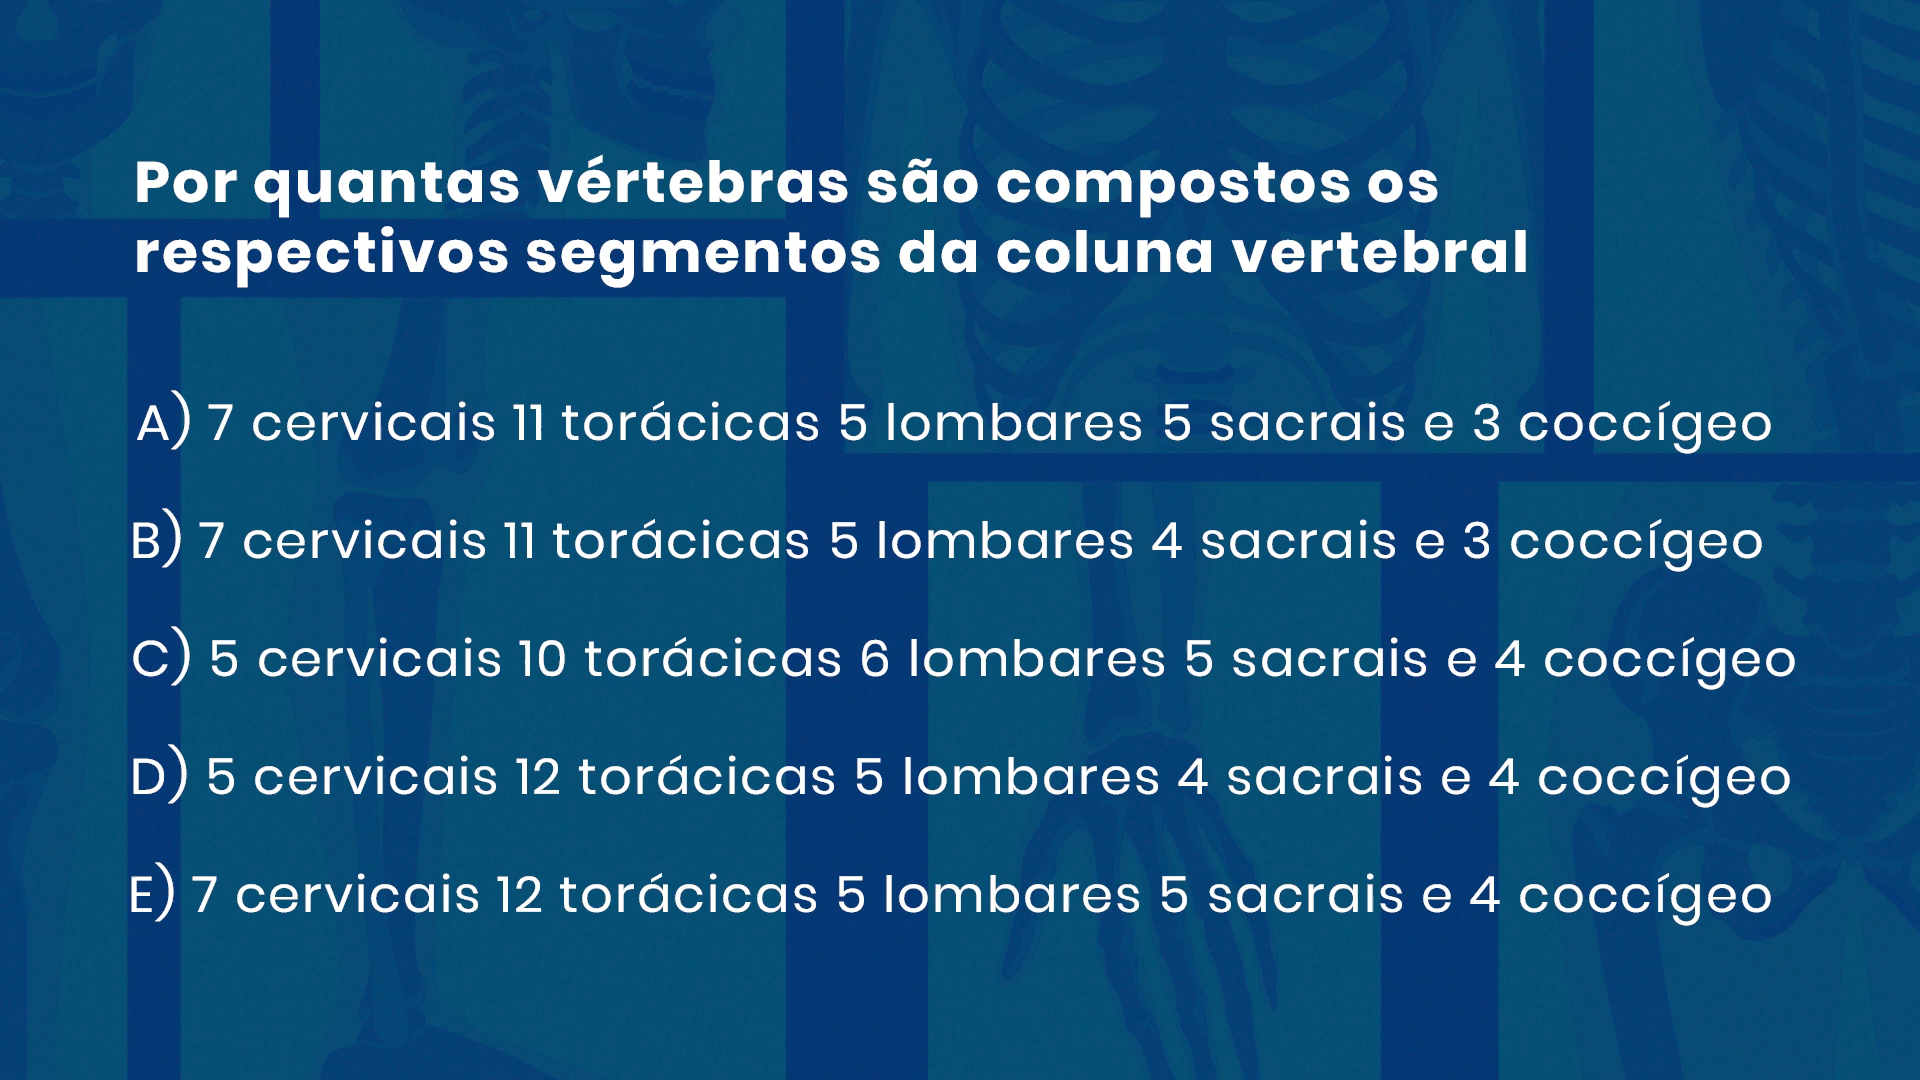 Por quantas vértebras são compostos os
respectivos segmentos da coluna vertebral
A) 7 cervicais 11 torácicas 5 lombares 5 sacrais e 3 coccígeo
B) 7 cervicais 11 torácicas 5 lombares 4 sacrais e 3 coccígeo
C) 5 cervicais 10 torácicas 6 lombares 5 sacrais e 4 coccígeo
D) 5 cervicais 12 torácicas 5 lombares 4 sacrais e 4 coccígeo
E) 7 cervicais 12 torácicas 5 lombares 5 sacrais e 4 coccígeo